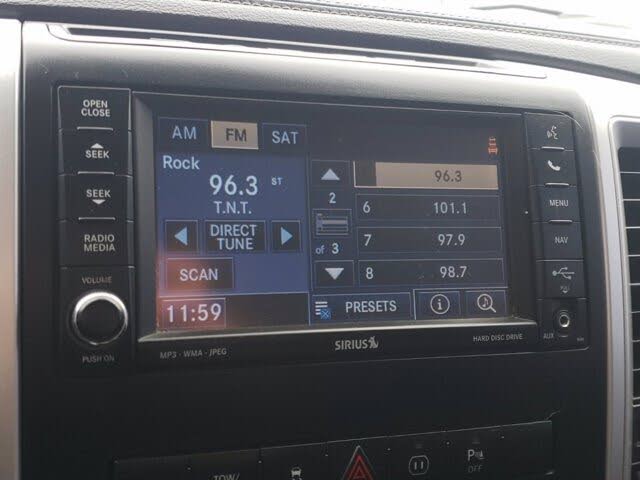 OPEN
CLOSE
SEEK
SEEK
RADIO
MEDIA
VOLUME
PUSH ON
AM FM SAT
Rock
96.3 ST
T.N.T.
DIRECT
TUNE
SCAN
11:59
2
of 3
96.3
6 101.1
7 97.9
8 98.7
PRESETS
MENU
NAV
AUX
MP3 · WMA · JPEG
SIRIUS
HARD DISC DRIVE
TOW/
OFF